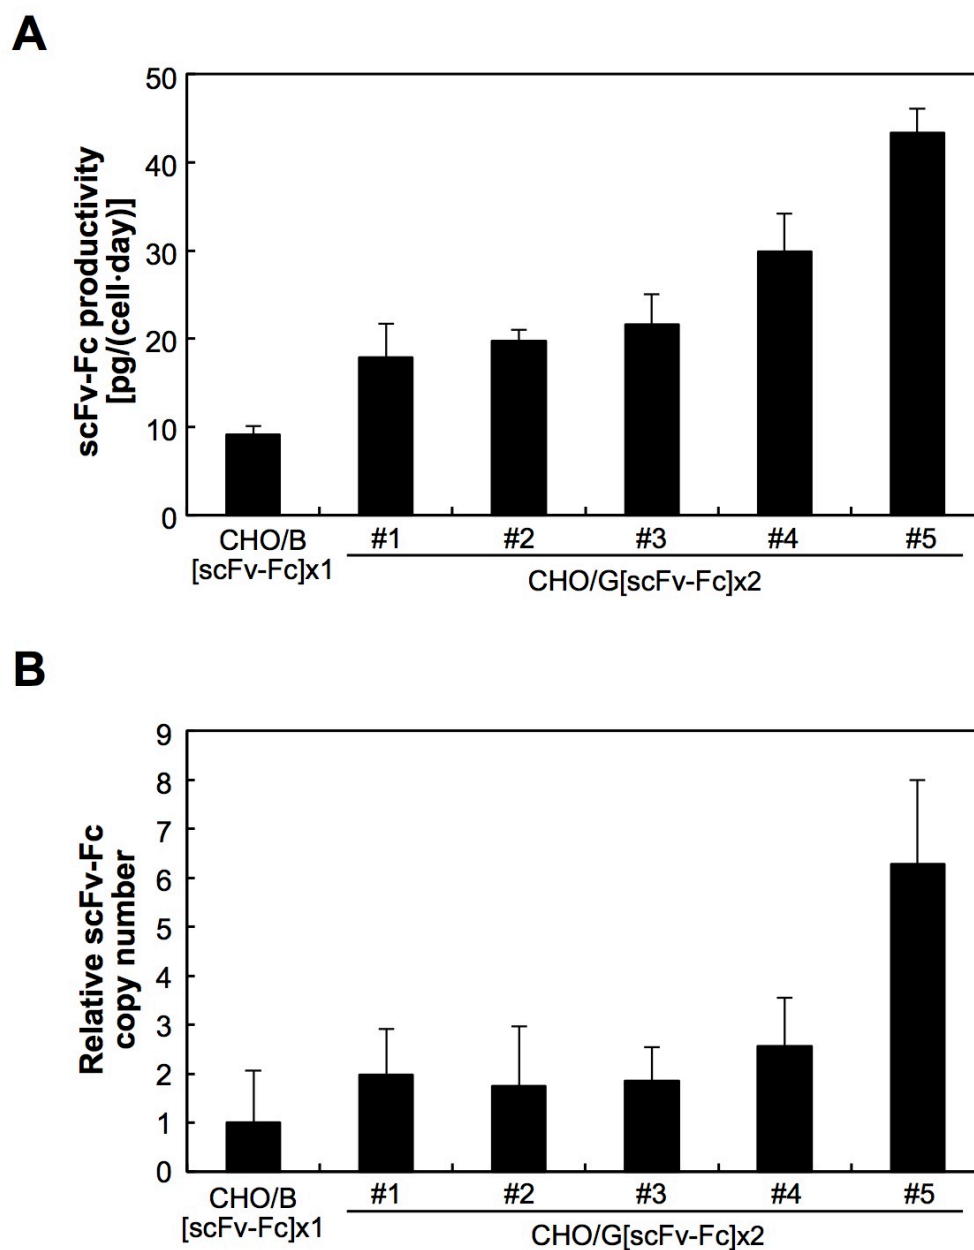 A
scFv-Fc productivity
[pg/(cell·day)]
50
40
30
20
10
0
CHO/B
[scFv-Fc]x1
#1 #2 #3 #4 #5
CHO/G[scFv-Fc]x2
B
Relative scFv-Fc
copy number
9
8
7
6
5
4
3
2
1
0
CHO/B
[scFv-Fc]x1
#1 #2 #3 #4 #5
CHO/G[scFv-Fc]x2